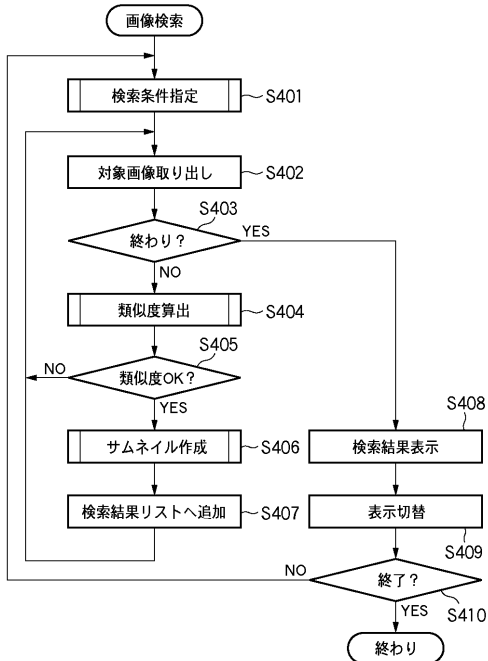 画像検索
検索条件指定
S401
対象画像取り出し
S402
S403
終わり?
YES
NO
類似度算出
S404
S405
類似度OK?
NO
YES
サムネイル作成
S406
検索結果リストへ追加
S407
S408
検索結果表示
表示切替
S409
終了?
NO
YES
S410
終わり